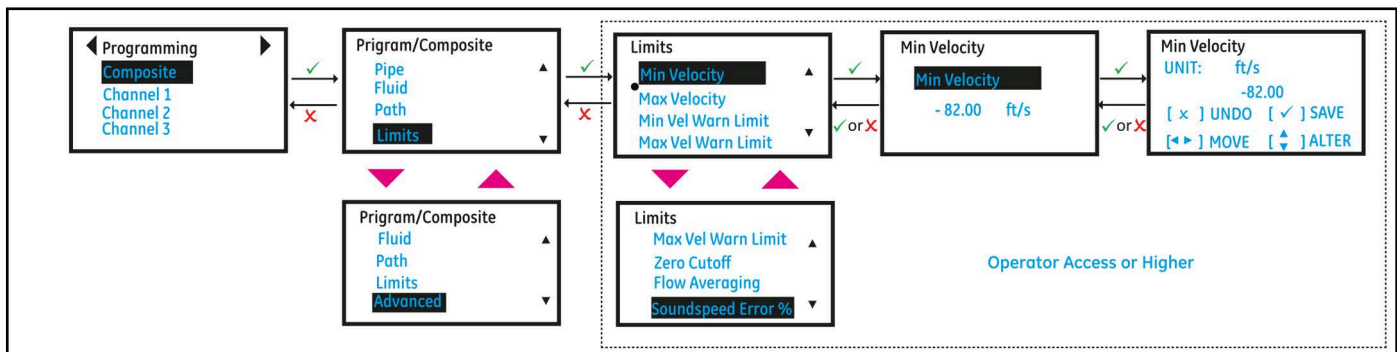 Programming
Composite
Channel 1
Channel 2
Channel 3
✓
✗
Prigram/Composite
Pipe
Fluid
Path
Limits
✓
✗
Limits
Min Velocity
Max Velocity
Min Vel Warn Limit
Max Vel Warn Limit
✓
✓ or ✗
Min Velocity
Min Velocity
- 82.00 ft/s
✓
✓ or ✗
Min Velocity
UNIT: ft/s
-82.00
[ x ] UNDO [ ✓ ] SAVE
[◄ ►] MOVE [ ▲▼ ] ALTER
Prigram/Composite
Fluid
Path
Limits
Advanced
Limits
Max Vel Warn Limit
Zero Cutoff
Flow Averaging
Soundspeed Error %
Operator Access or Higher